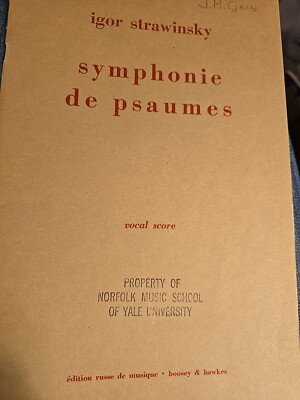 igor strawinsky
symphonie
de psaumes
vocal score
PROPERTY OF
NORFOLK MUSIC SCHOOL
OF YALE UNIVERSITY
édition russe de musique • boosey & hawkes